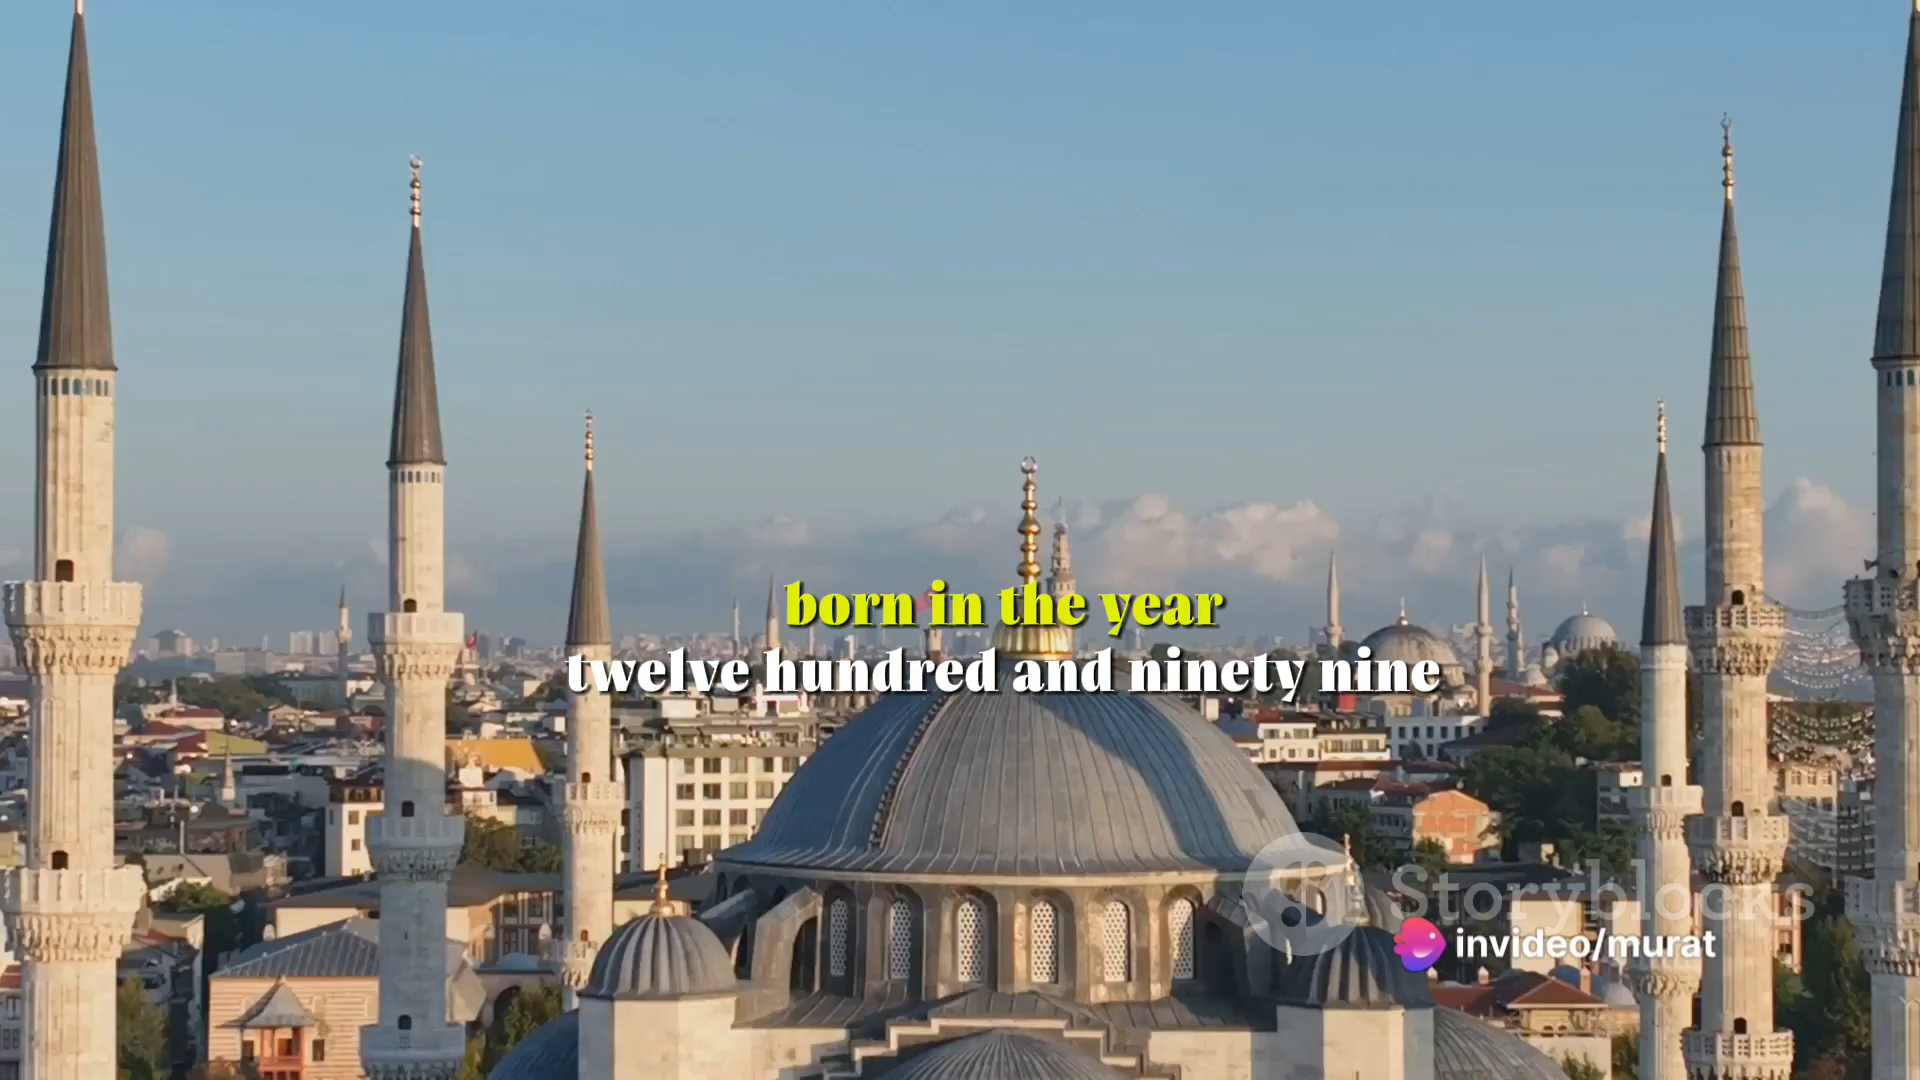 born in the year
twelve hundred and ninety nine
Storyblocks
invideo/murat